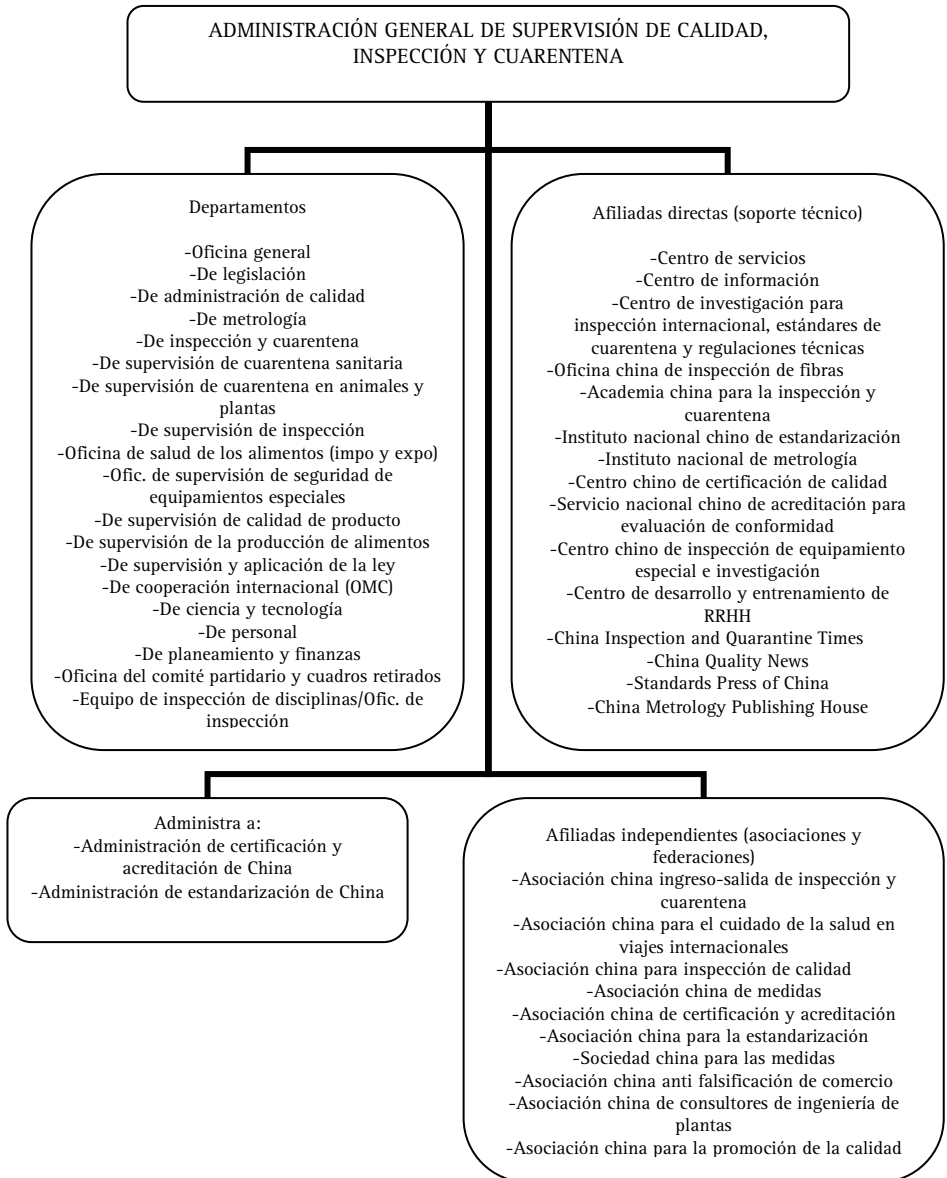 ADMINISTRACIÓN GENERAL DE SUPERVISIÓN DE CALIDAD,
INSPECCIÓN Y CUARENTENA
Departamentos
-Oficina general
-De legislación
-De administración de calidad
-De metrología
-De inspección y cuarentena
-De supervisión de cuarentena sanitaria
-De supervisión de cuarentena en animales y
plantas
-De supervisión de inspección
-Oficina de salud de los alimentos (impo y expo)
-Ofic. de supervisión de seguridad de
equipamientos especiales
-De supervisión de calidad de producto
-De supervisión de la producción de alimentos
-De supervisión y aplicación de la ley
-De cooperación internacional (OMC)
-De ciencia y tecnología
-De personal
-De planeamiento y finanzas
-Oficina del comité partidario y cuadros retirados
-Equipo de inspección de disciplinas/Ofic. de
inspección
Afiliadas directas (soporte técnico)
-Centro de servicios
-Centro de información
-Centro de investigación para
inspección internacional, estándares de
cuarentena y regulaciones técnicas
-Oficina china de inspección de fibras
-Academia china para la inspección y
cuarentena
-Instituto nacional chino de estandarización
-Instituto nacional de metrología
-Centro chino de certificación de calidad
-Servicio nacional chino de acreditación para
evaluación de conformidad
-Centro chino de inspección de equipamiento
especial e investigación
-Centro de desarrollo y entrenamiento de
RRHH
-China Inspection and Quarantine Times
-China Quality News
-Standards Press of China
-China Metrology Publishing House
Administra a:
-Administración de certificación y
acreditación de China
-Administración de estandarización de China
Afiliadas independientes (asociaciones y
federaciones)
-Asociación china ingreso-salida de inspección y
cuarentena
-Asociación china para el cuidado de la salud en
viajes internacionales
-Asociación china para inspección de calidad
-Asociación china de medidas
-Asociación china de certificación y acreditación
-Asociación china para la estandarización
-Sociedad china para las medidas
-Asociación china anti falsificación de comercio
-Asociación china de consultores de ingeniería de
plantas
-Asociación china para la promoción de la calidad